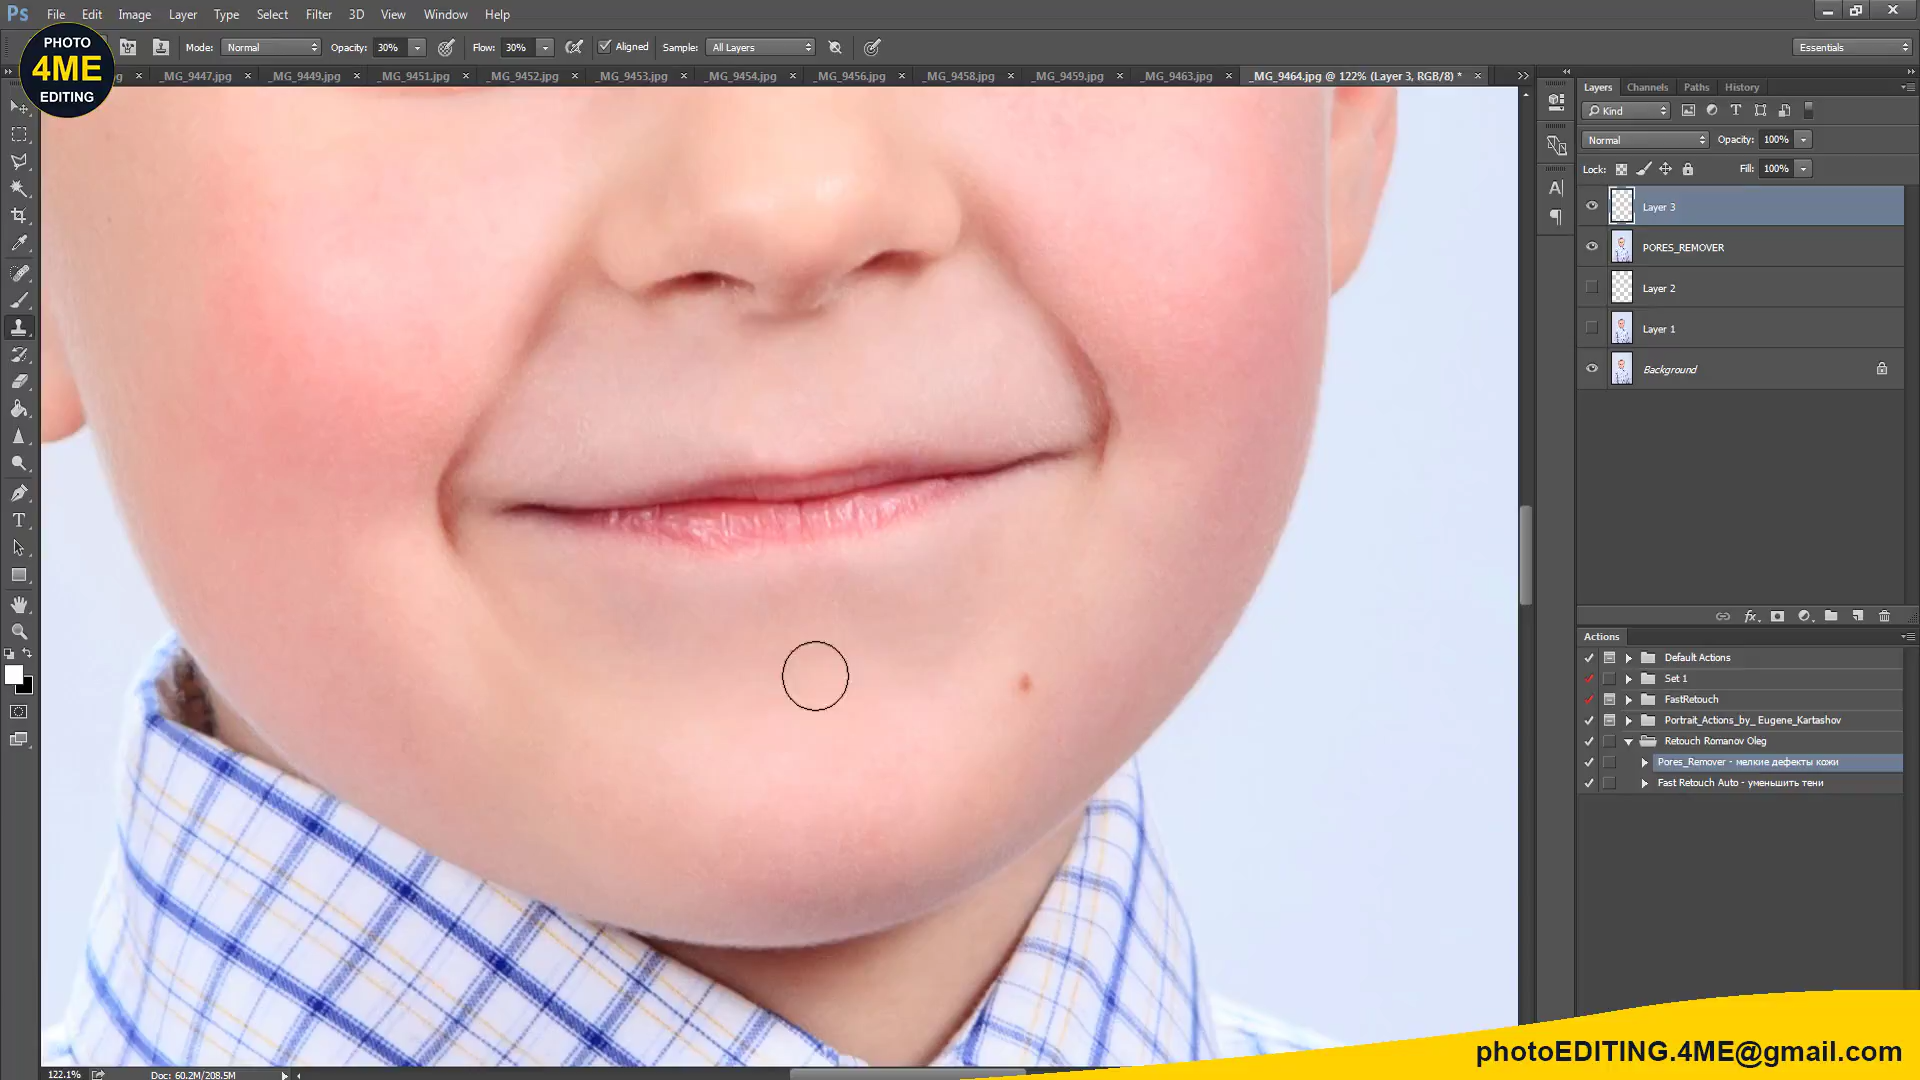 Ps File Edit Image Layer Type Select Filter 3D View Window Help
PHOTO
4ME
EDITING
Mode: Normal Opacity: 30% Flow: 30% Aligned Sample: All Layers Essentials
_MG_9447.jpg × _MG_9449.jpg × _MG_9451.jpg × _MG_9452.jpg × _MG_9453.jpg × _MG_9454.jpg × _MG_9456.jpg × _MG_9458.jpg × _MG_9459.jpg × _MG_9463.jpg × _MG_9464.jpg @ 122% (Layer 3, RGB/8) * ×
Layers Channels Paths History
Kind
Normal Opacity: 100%
Lock: Fill: 100%
Layer 3
PORES_REMOVER
Layer 2
Layer 1
Background
Actions
Default Actions
Set 1
FastRetouch
Portrait_Actions_by_ Eugene_Kartashov
Retouch Romanov Oleg
Pores_Remover - мелкие дефекты кожи
Fast Retouch Auto - уменьшить тени
photoEDITING.4ME@gmail.com
122.1% Doc: 60.2M/208.5M